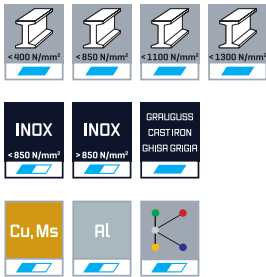 <400 N/mm² <850 N/mm² <1100 N/mm² <1300 N/mm²
INOX INOX GRAUGUSS
CAST IRON
GHISA GRIGIA
<850 N/mm² >850 N/mm²
Cu, Ms Al